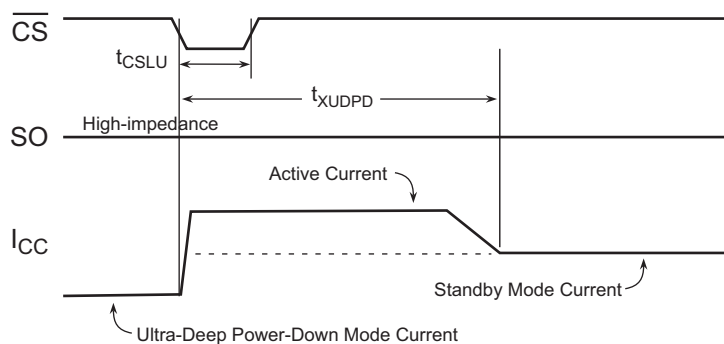 CS
tCSLU
tXUDPD
High-impedance
SO
Active Current
ICC
Standby Mode Current
Ultra-Deep Power-Down Mode Current